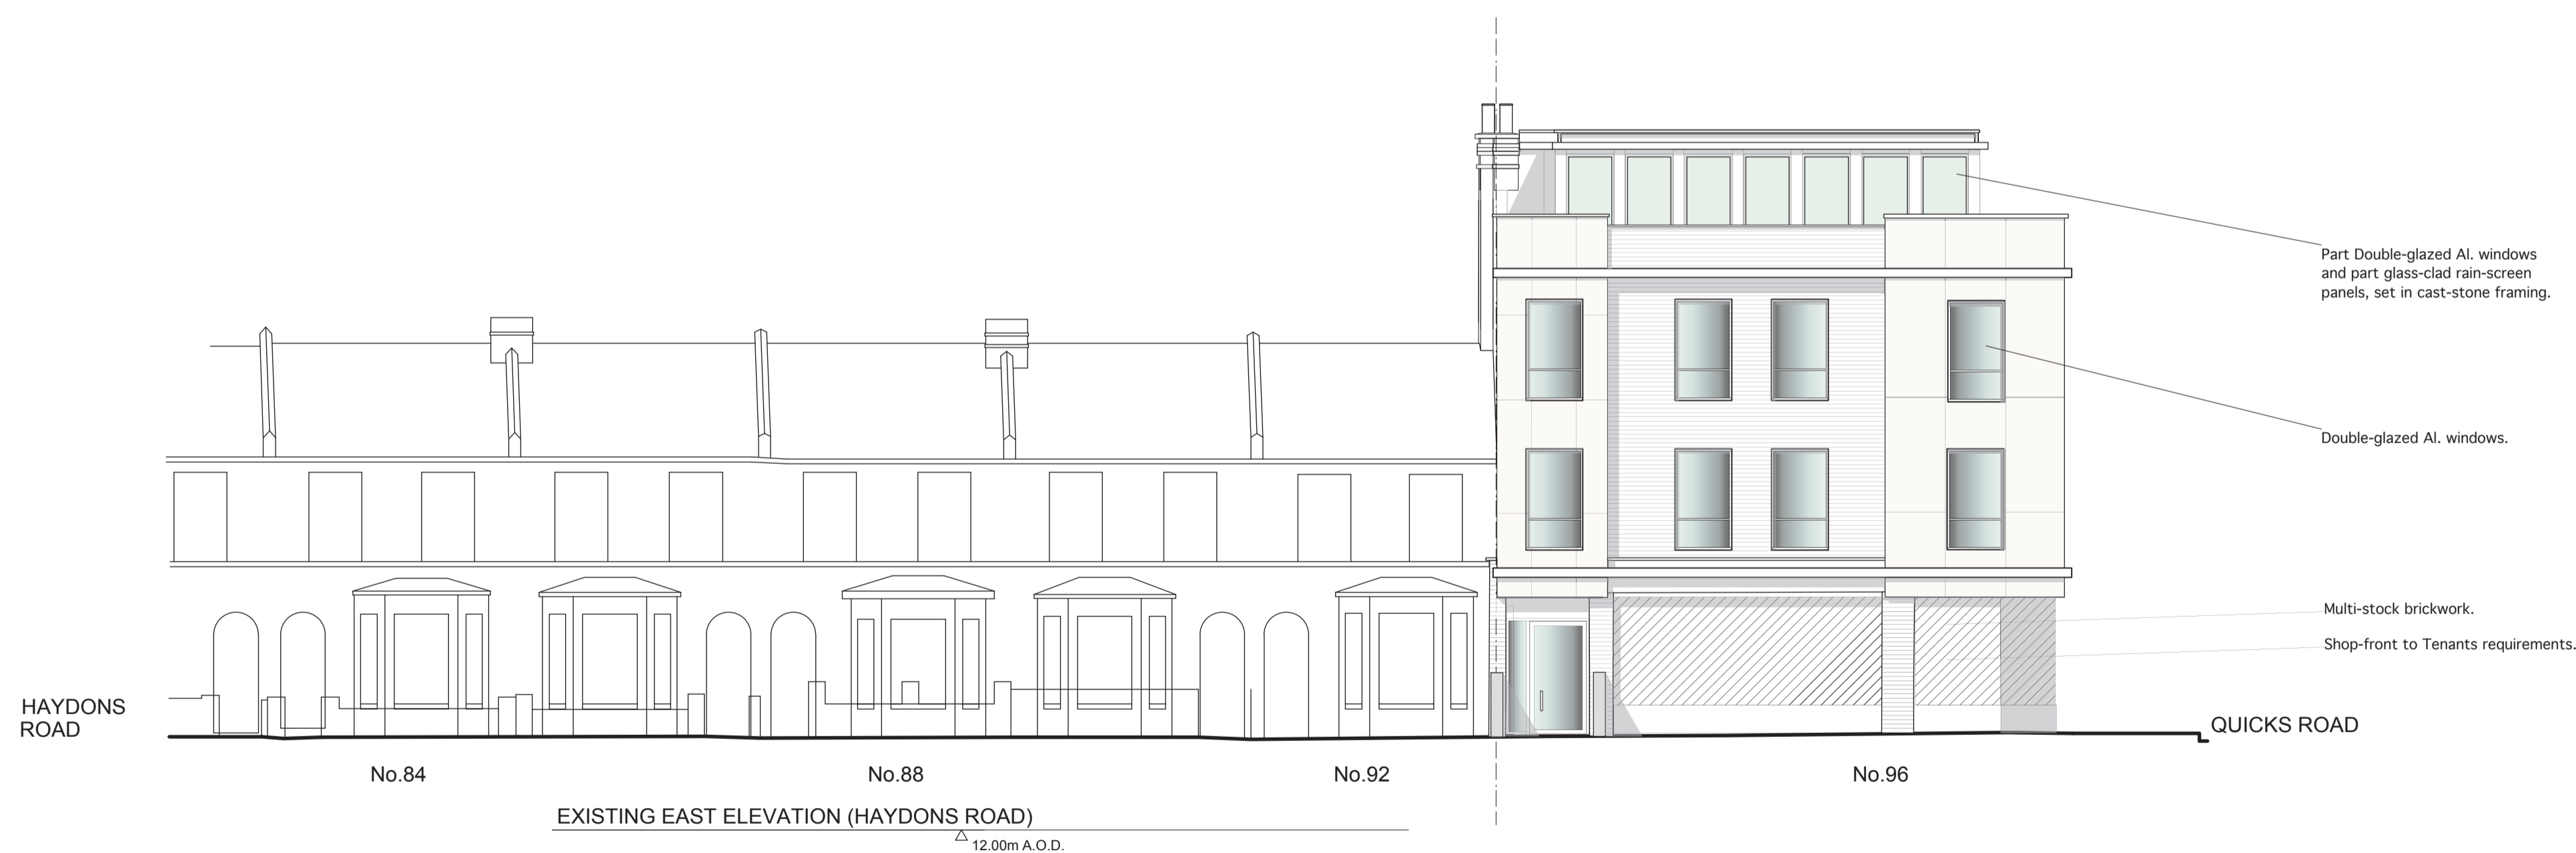 Part Double-glazed Al. windows
and part glass-clad rain-screen
panels, set in cast-stone framing.
Double-glazed Al. windows.
Multi-stock brickwork.
Shop-front to Tenants requirements.
HAYDONS
ROAD
QUICKS ROAD
No.84
No.88
No.92
No.96
EXISTING EAST ELEVATION (HAYDONS ROAD)
12.00m A.O.D.